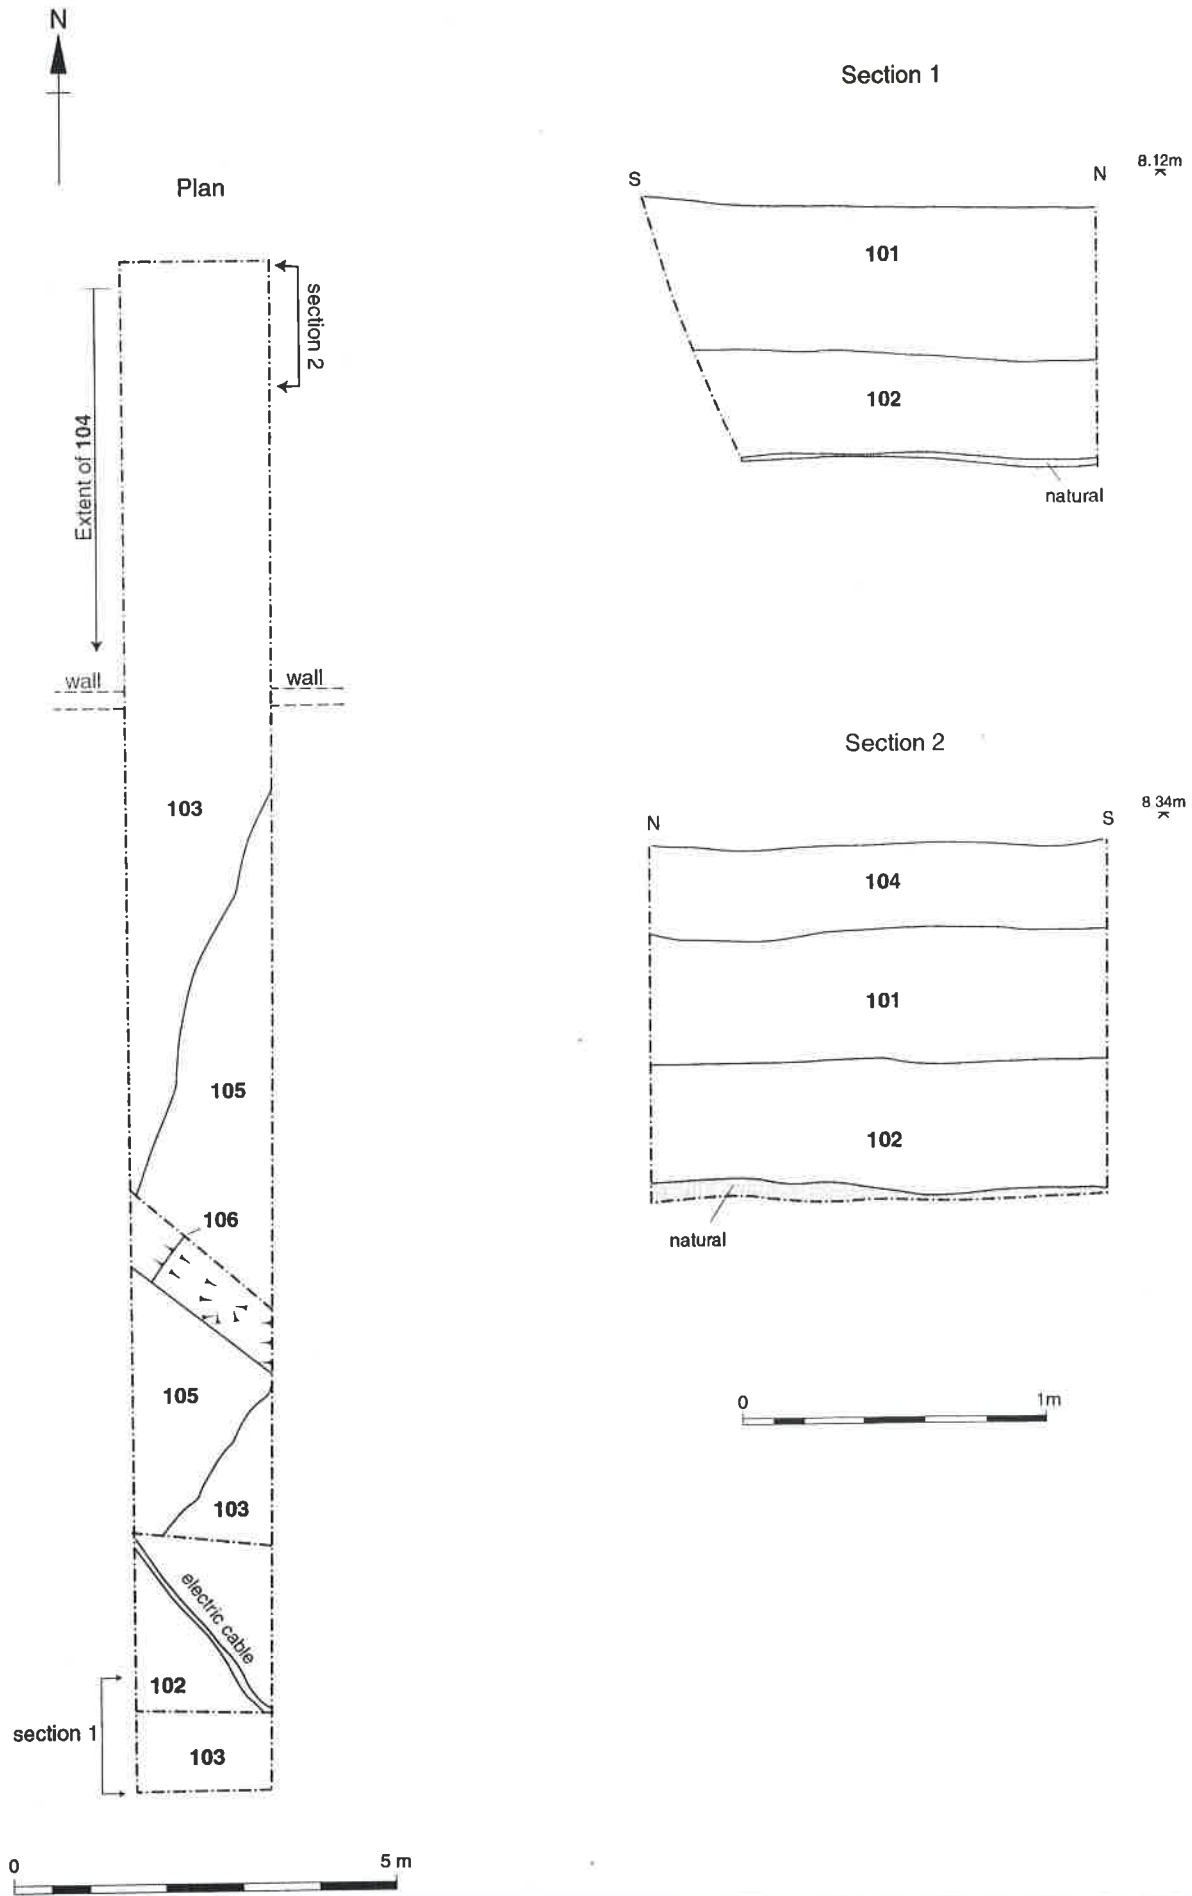 N
Plan
section 2
Extent of 104
wall
wall
103
105
106
105
103
electric cable
102
section 1
103
0
5 m
Section 1
S
N
8.12m
101
102
natural
Section 2
N
S
8 34m
104
101
102
natural
0
1m